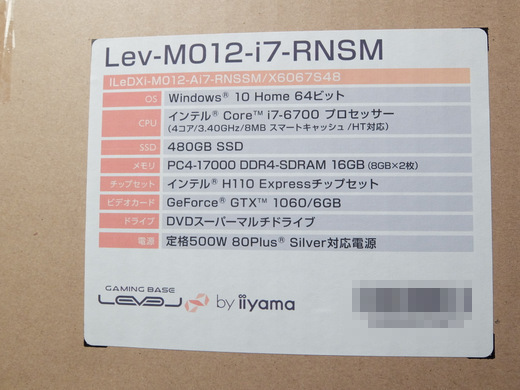 Lev-M012-i7-RNSM
ILeDXi-M012-Ai7-RNSSM/X6067S48
OS Windows® 10 Home 64ビット
CPU インテル® Core™ i7-6700 プロセッサー
(4コア/3.40GHz/8MB スマートキャッシュ /HT対応)
SSD 480GB SSD
メモリ PC4-17000 DDR4-SDRAM 16GB (8GB×2枚)
チップセット インテル® H110 Expressチップセット
ビデオカード GeForce® GTX™ 1060/6GB
ドライブ DVDスーパーマルチドライブ
電源 定格500W 80Plus® Silver対応電源
GAMING BASE
LEVEL∞ by iiyama